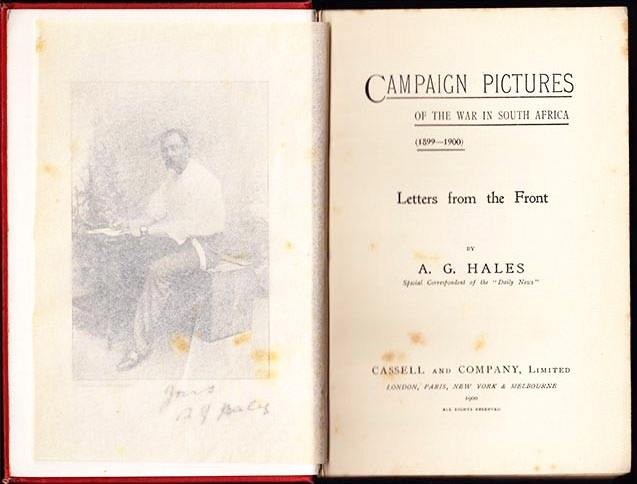 Yours
A G Hales
CAMPAIGN PICTURES
OF THE WAR IN SOUTH AFRICA
(1899—1900)
Letters from the Front
BY
A. G. HALES
Special Correspondent of the "Daily News"
CASSELL AND COMPANY, LIMITED
LONDON, PARIS, NEW YORK & MELBOURNE
1900
ALL RIGHTS RESERVED